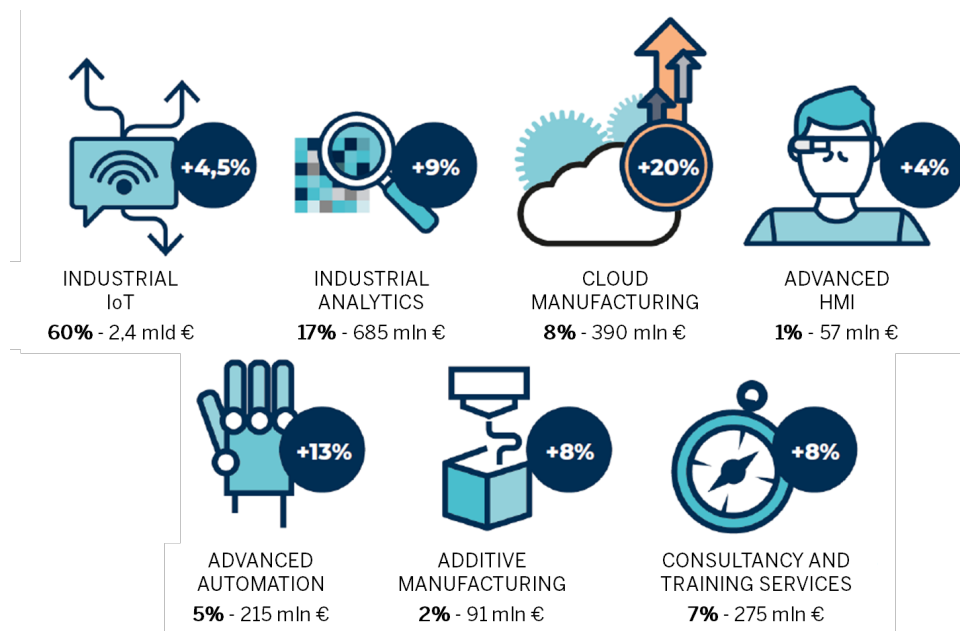 +4,5%
+9%
+20%
+4%
INDUSTRIAL
IoT
60% - 2,4 mld €
INDUSTRIAL
ANALYTICS
17% - 685 mln €
CLOUD
MANUFACTURING
8% - 390 mln €
ADVANCED
HMI
1% - 57 mln €
+13%
+8%
+8%
ADVANCED
AUTOMATION
5% - 215 mln €
ADDITIVE
MANUFACTURING
2% - 91 mln €
CONSULTANCY AND
TRAINING SERVICES
7% - 275 mln €